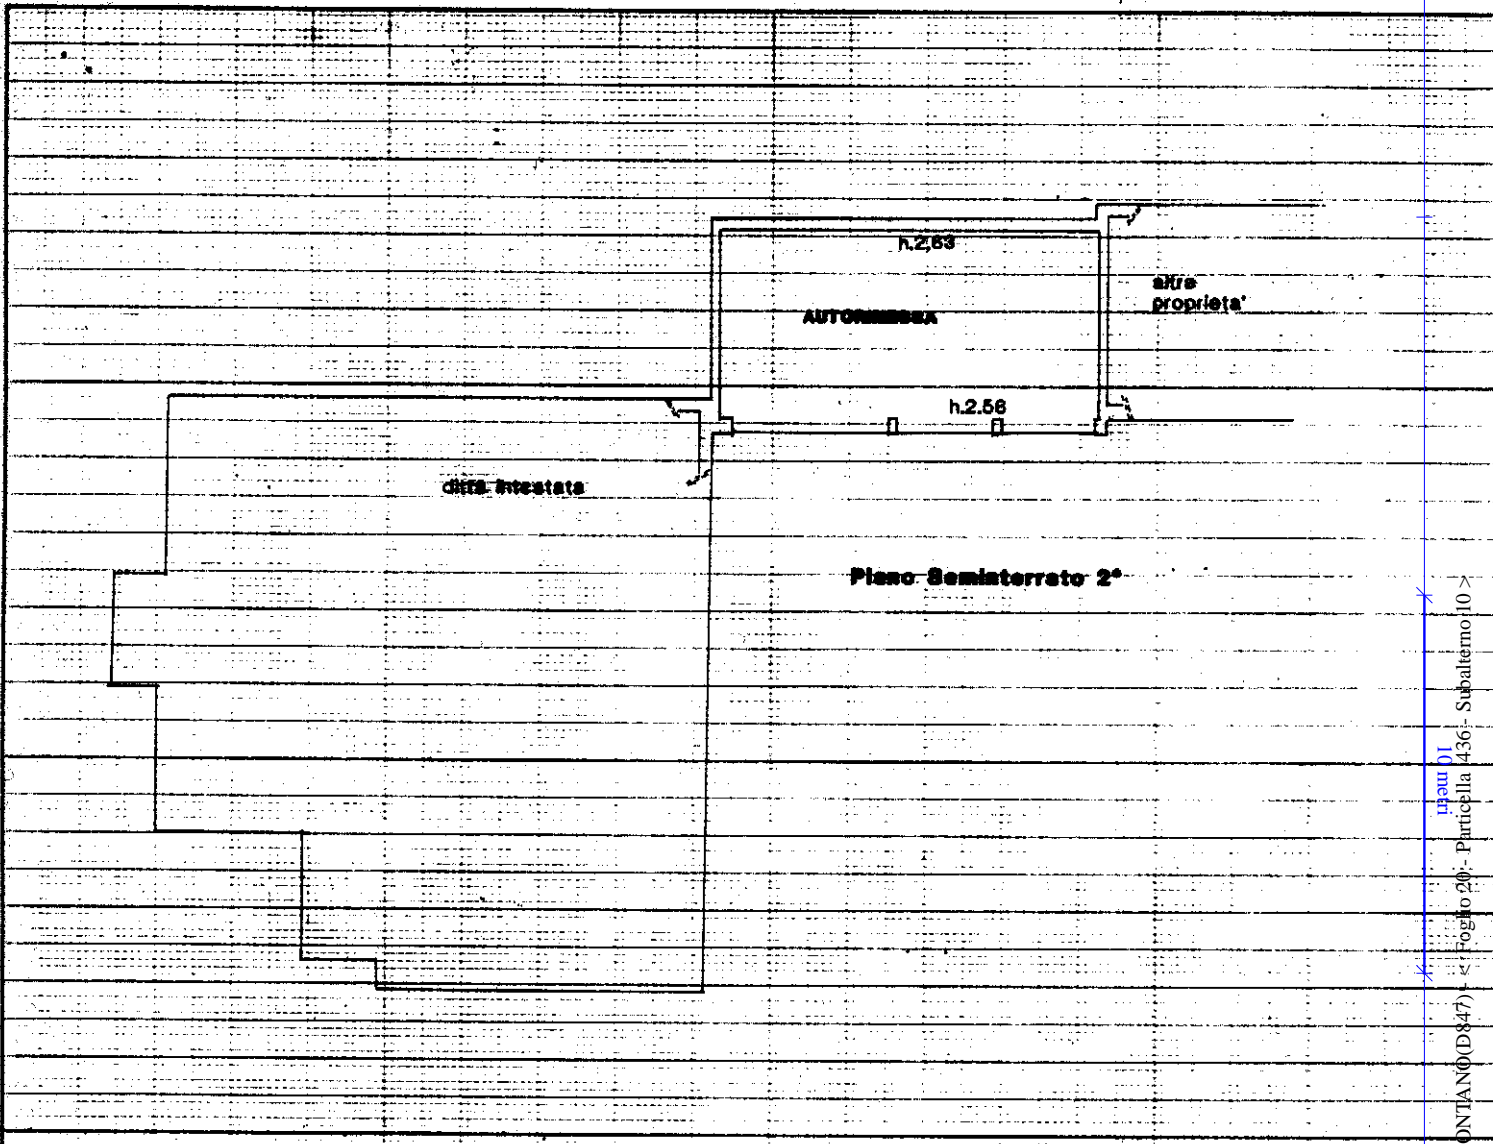 h.2,63
altre
proprieta'
AUTORIMESSA
h.2.56
ditta intestata
Piano Seminterrato 2°
10 metri
ONTANO(D847) - < Foglio 20 - Particella 436 - Subalterno 10 >